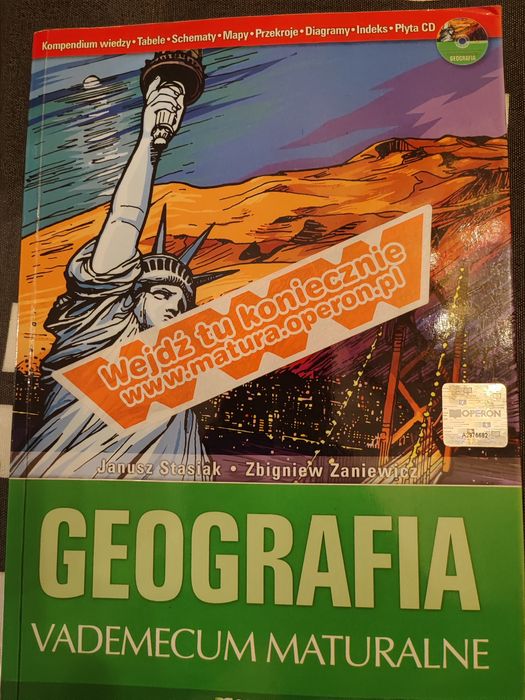 Kompendium wiedzy • Tabele • Schematy • Mapy • Przekroje • Diagramy • Indeks • Płyta CD
GEOGRAFIA
Wejdź tu koniecznie
www.matura.operon.pl
OPERON
Janusz Stasiak • Zbigniew Zaniewicz
GEOGRAFIA
VADEMECUM MATURALNE